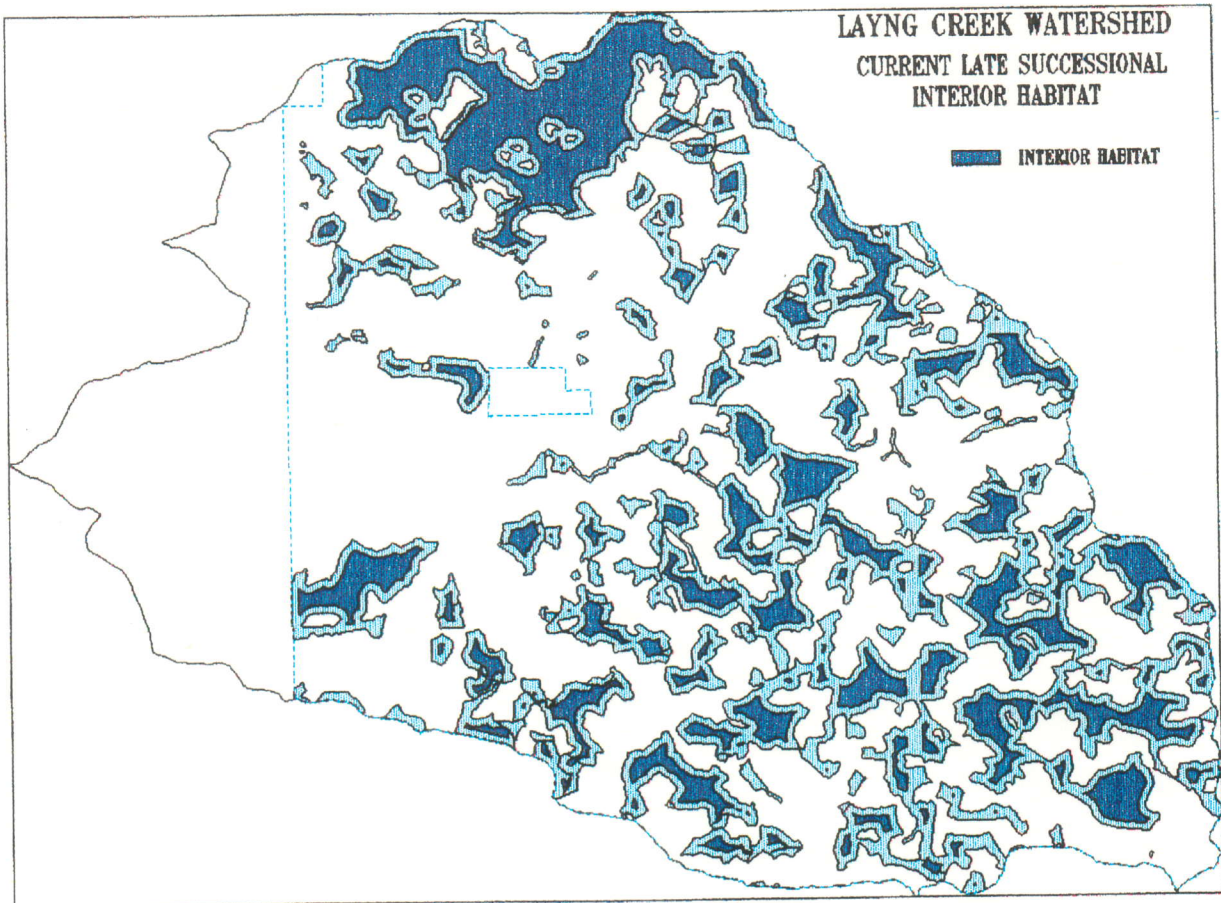 LAYNG CREEK WATERSHED
CURRENT LATE SUCCESSIONAL
INTERIOR HABITAT
INTERIOR HABITAT